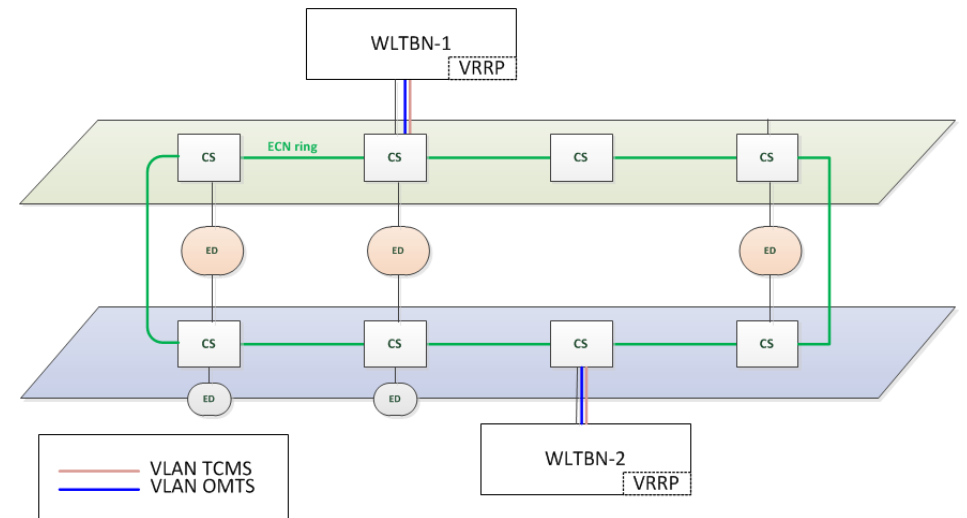 WLTBN-1
VRRP
ECN ring
CS
CS
CS
CS
ED
ED
ED
CS
CS
CS
CS
ED
ED
WLTBN-2
VRRP
VLAN TCMS
VLAN OMTS